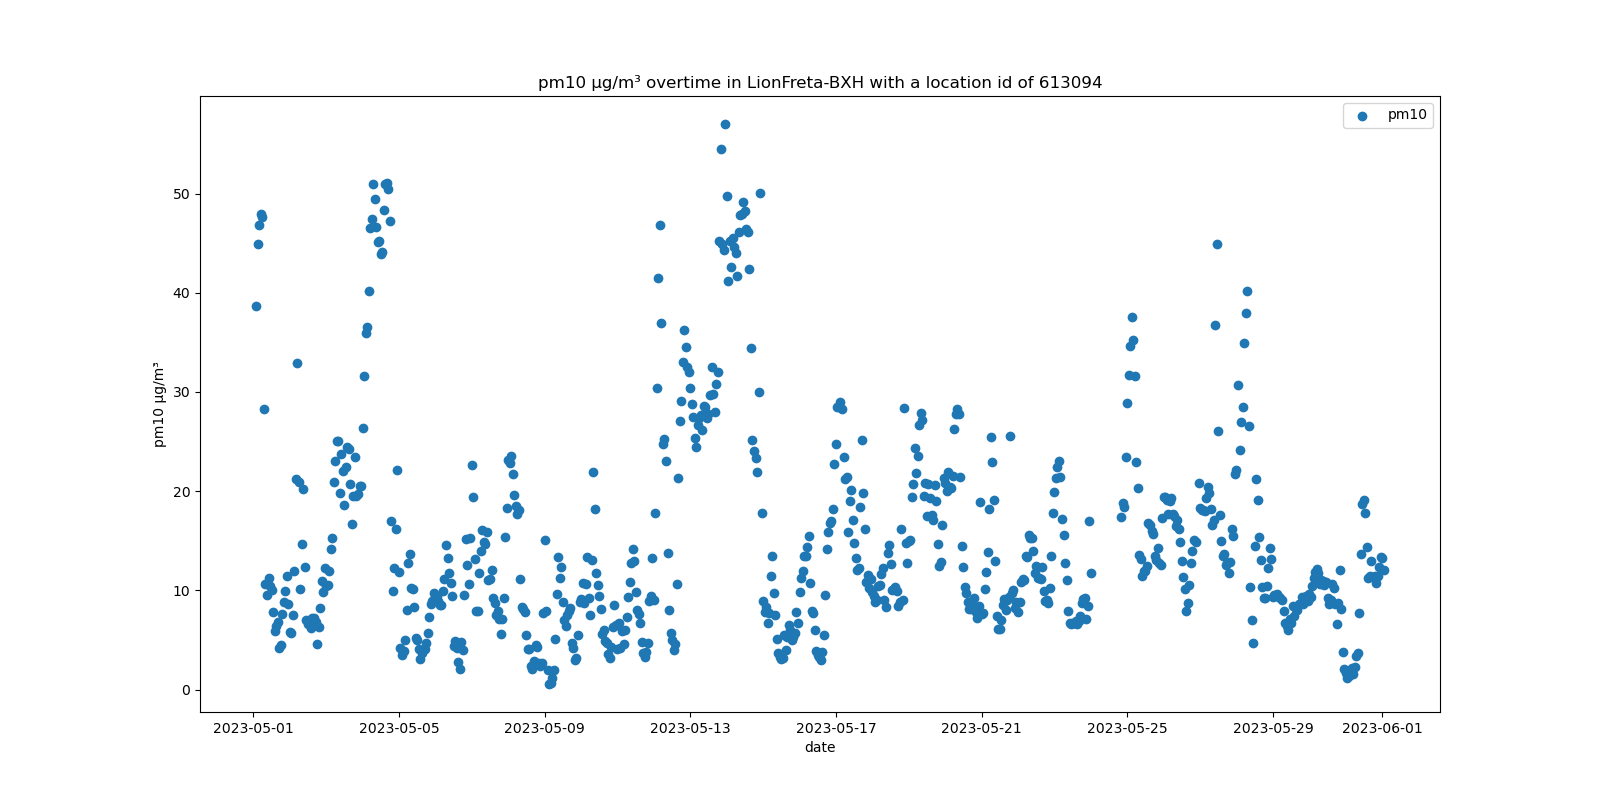 pm10 µg/m³ overtime in LionFreta-BXH with a location id of 613094
pm10
pm10 µg/m³
50
40
30
20
10
0
2023-05-01 2023-05-05 2023-05-09 2023-05-13 2023-05-17 2023-05-21 2023-05-25 2023-05-29 2023-06-01
date